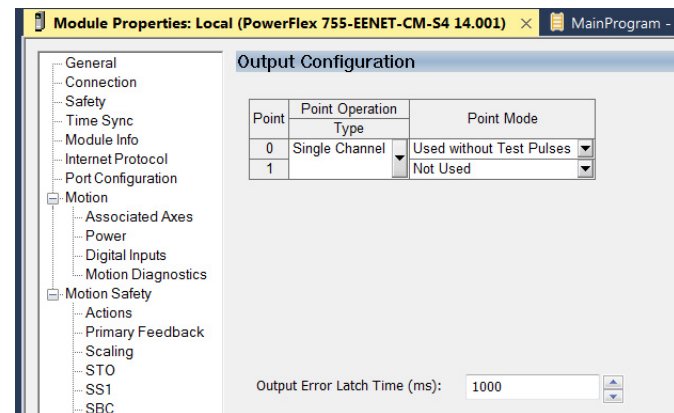 Module Properties: Local (PowerFlex 755-EENET-CM-S4 14.001) × MainProgram -
General
Connection
Safety
Time Sync
Module Info
Internet Protocol
Port Configuration
Motion
Associated Axes
Power
Digital Inputs
Motion Diagnostics
Motion Safety
Actions
Primary Feedback
Scaling
STO
SS1
SBC
Output Configuration
Point Point Operation Point Mode
Type
0 Single Channel Used without Test Pulses
1 Not Used
Output Error Latch Time (ms): 1000